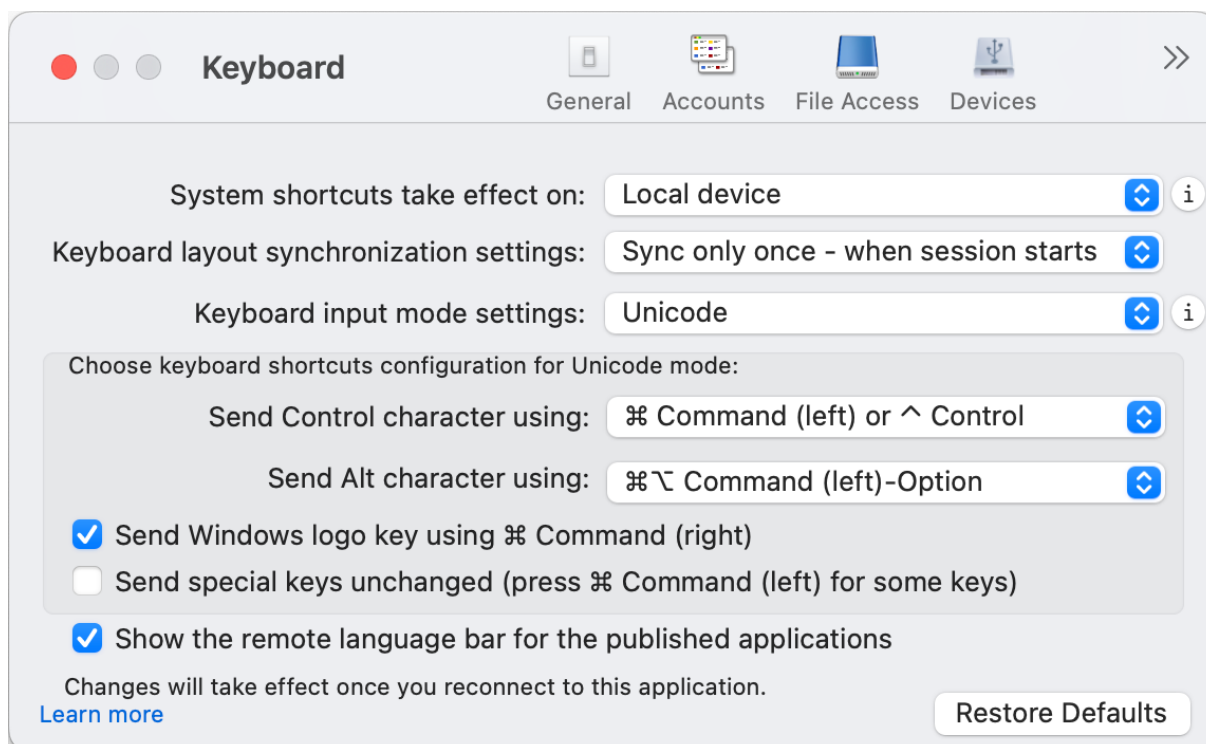 Keyboard
General Accounts File Access Devices
System shortcuts take effect on: Local device i
Keyboard layout synchronization settings: Sync only once - when session starts
Keyboard input mode settings: Unicode i
Choose keyboard shortcuts configuration for Unicode mode:
Send Control character using: ⌘ Command (left) or ^ Control
Send Alt character using: ⌘⌥ Command (left)-Option
Send Windows logo key using ⌘ Command (right)
Send special keys unchanged (press ⌘ Command (left) for some keys)
Show the remote language bar for the published applications
Changes will take effect once you reconnect to this application.
Learn more
Restore Defaults